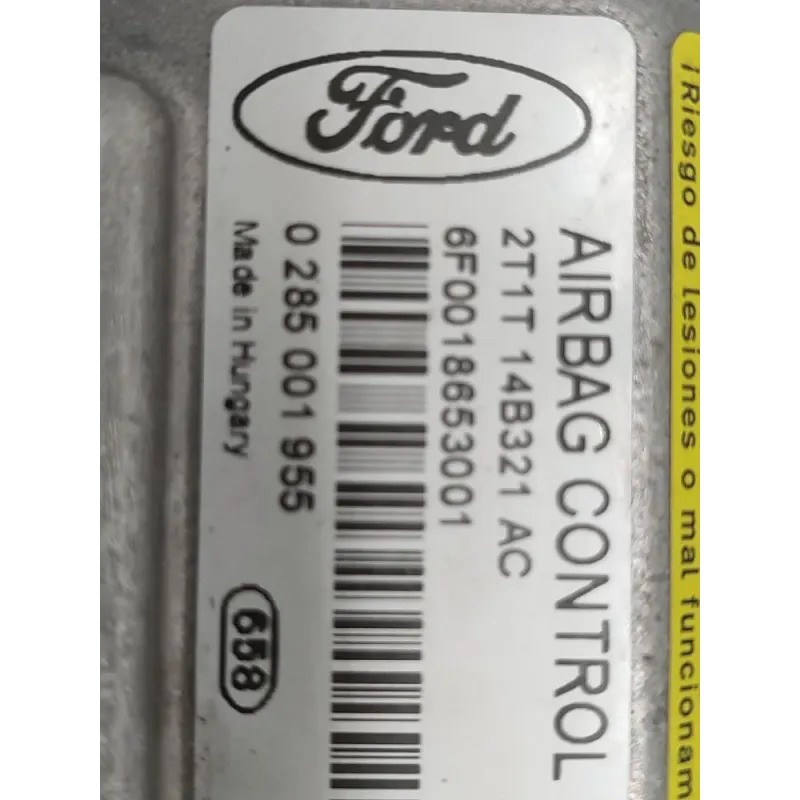 Ford
AIRBAG CONTROL
2T1T 14B321 AC
6F0018653001
0 285 001 955
Made in Hungary
658
¡Riesgo de lesiones o mal funcionam